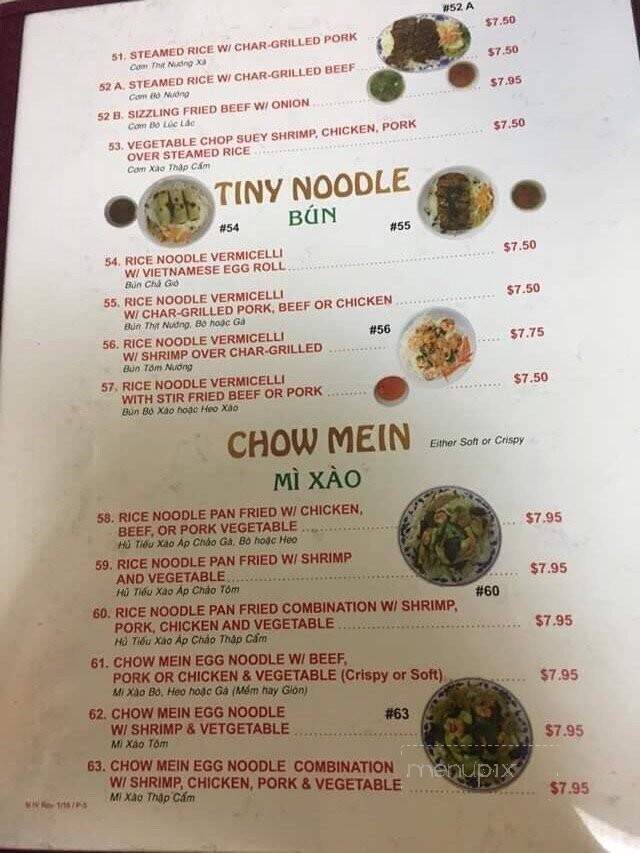 #52 A
51. STEAMED RICE W/ CHAR-GRILLED PORK $7.50
Cơm Thịt Nướng Xả
52 A. STEAMED RICE W/ CHAR-GRILLED BEEF $7.50
Cơm Bò Nướng
52 B. SIZZLING FRIED BEEF W/ ONION $7.95
Cơm Bò Lúc Lắc
53. VEGETABLE CHOP SUEY SHRIMP, CHICKEN, PORK
OVER STEAMED RICE $7.50
Cơm Xào Thập Cẩm
TINY NOODLE
BÚN
#54
#55
54. RICE NOODLE VERMICELLI
W/ VIETNAMESE EGG ROLL $7.50
Bún Chả Giò
55. RICE NOODLE VERMICELLI
W/ CHAR-GRILLED PORK, BEEF OR CHICKEN $7.50
Bún Thịt Nướng, Bò hoặc Gà
#56
56. RICE NOODLE VERMICELLI
W/ SHRIMP OVER CHAR-GRILLED $7.75
Bún Tôm Nướng
57. RICE NOODLE VERMICELLI
WITH STIR FRIED BEEF OR PORK $7.50
Bún Bò Xào hoặc Heo Xào
CHOW MEIN Either Soft or Crispy
MÌ XÀO
58. RICE NOODLE PAN FRIED W/ CHICKEN,
BEEF, OR PORK VEGETABLE $7.95
Hủ Tiếu Xào Áp Chảo Gà, Bò hoặc Heo
59. RICE NOODLE PAN FRIED W/ SHRIMP
AND VEGETABLE $7.95
Hủ Tiếu Xào Áp Chảo Tôm
#60
60. RICE NOODLE PAN FRIED COMBINATION W/ SHRIMP,
PORK, CHICKEN AND VEGETABLE $7.95
Hủ Tiếu Xào Áp Chảo Thập Cẩm
61. CHOW MEIN EGG NOODLE W/ BEEF,
PORK OR CHICKEN & VEGETABLE (Crispy or Soft) $7.95
Mì Xào Bò, Heo hoặc Gà (Mềm hay Giòn)
62. CHOW MEIN EGG NOODLE #63
W/ SHRIMP & VETGETABLE $7.95
Mì Xào Tôm
63. CHOW MEIN EGG NOODLE COMBINATION
W/ SHRIMP, CHICKEN, PORK & VEGETABLE $7.95
Mì Xào Thập Cẩm
menupix